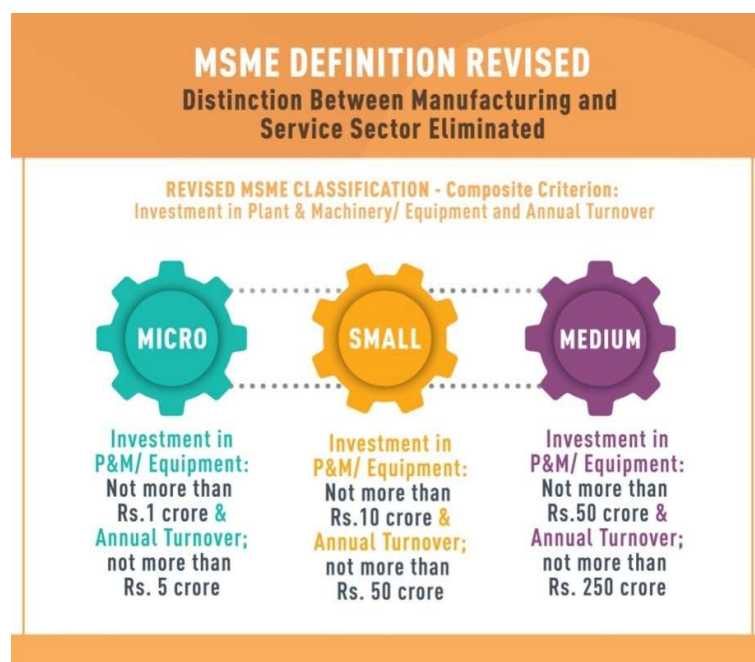 MSME DEFINITION REVISED
Distinction Between Manufacturing and
Service Sector Eliminated
REVISED MSME CLASSIFICATION - Composite Criterion:
Investment in Plant & Machinery/ Equipment and Annual Turnover
MICRO
SMALL
MEDIUM
Investment in
P&M/ Equipment:
Not more than
Rs.1 crore &
Annual Turnover;
not more than
Rs. 5 crore
Investment in
P&M/ Equipment:
Not more than
Rs.10 crore &
Annual Turnover;
not more than
Rs. 50 crore
Investment in
P&M/ Equipment:
Not more than
Rs.50 crore &
Annual Turnover;
not more than
Rs. 250 crore